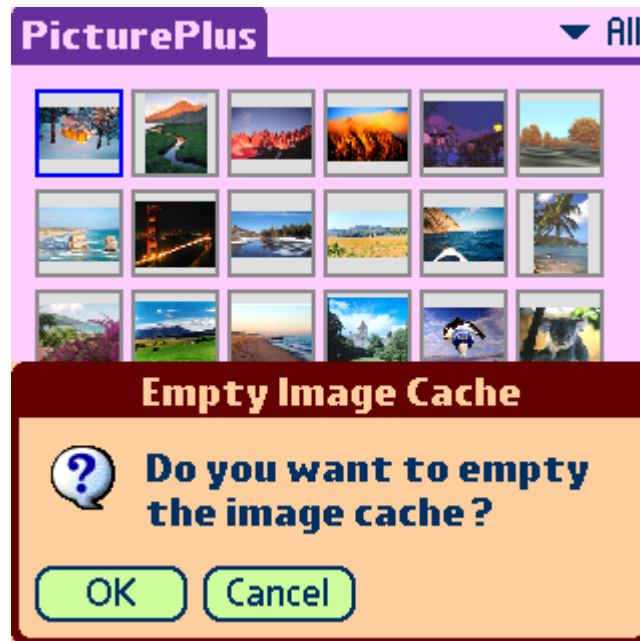 PicturePlus
All
Empty Image Cache
?
Do you want to empty
the image cache?
OK
Cancel